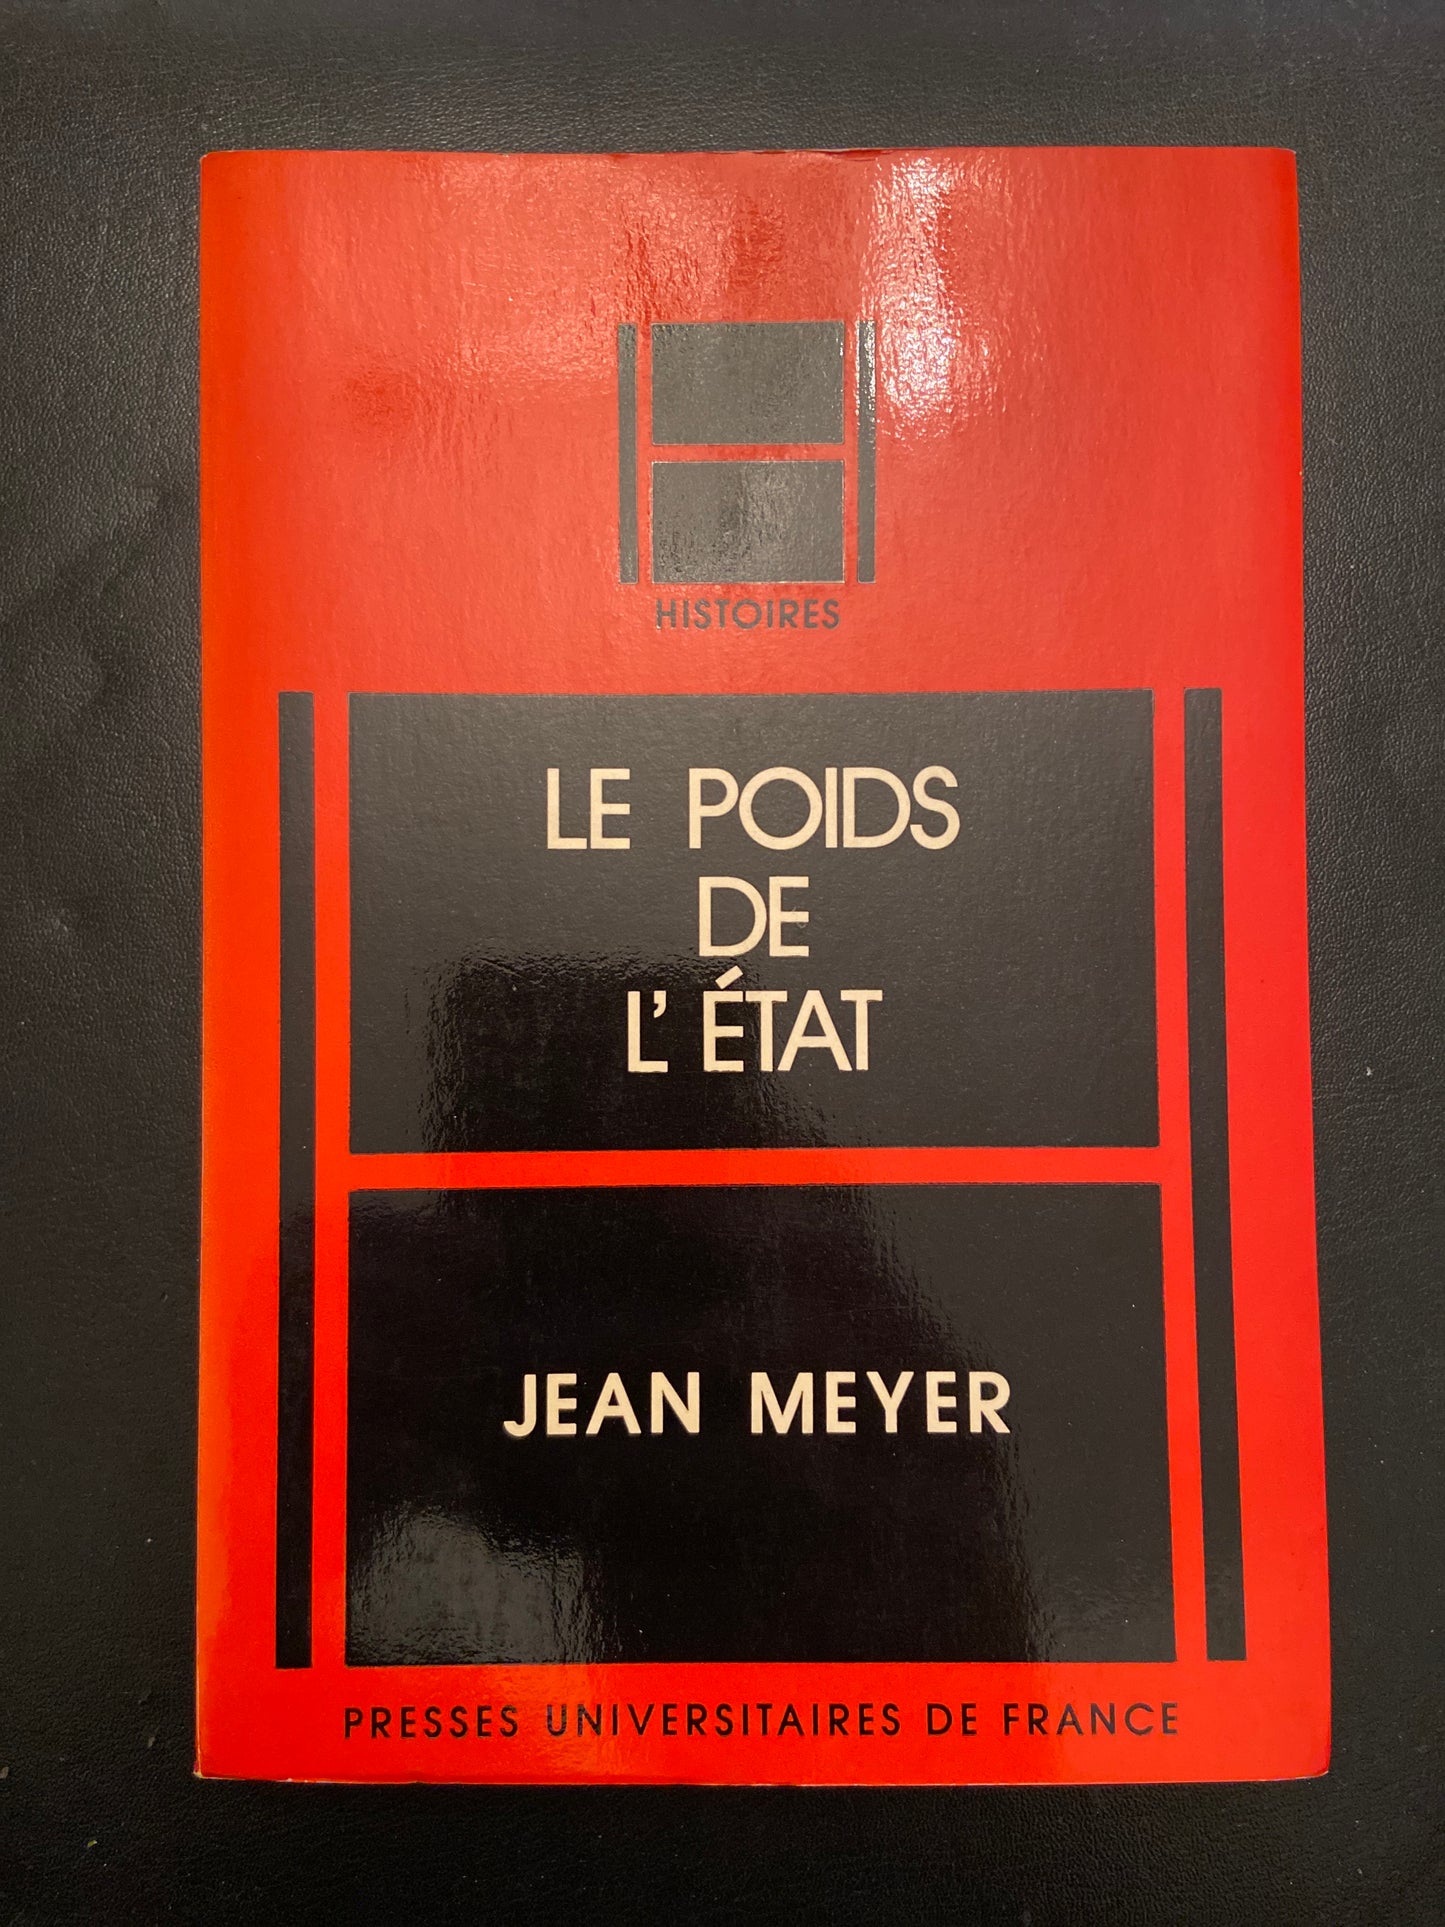 HISTOIRES
LE POIDS
DE
L' ÉTAT
JEAN MEYER
PRESSES UNIVERSITAIRES DE FRANCE